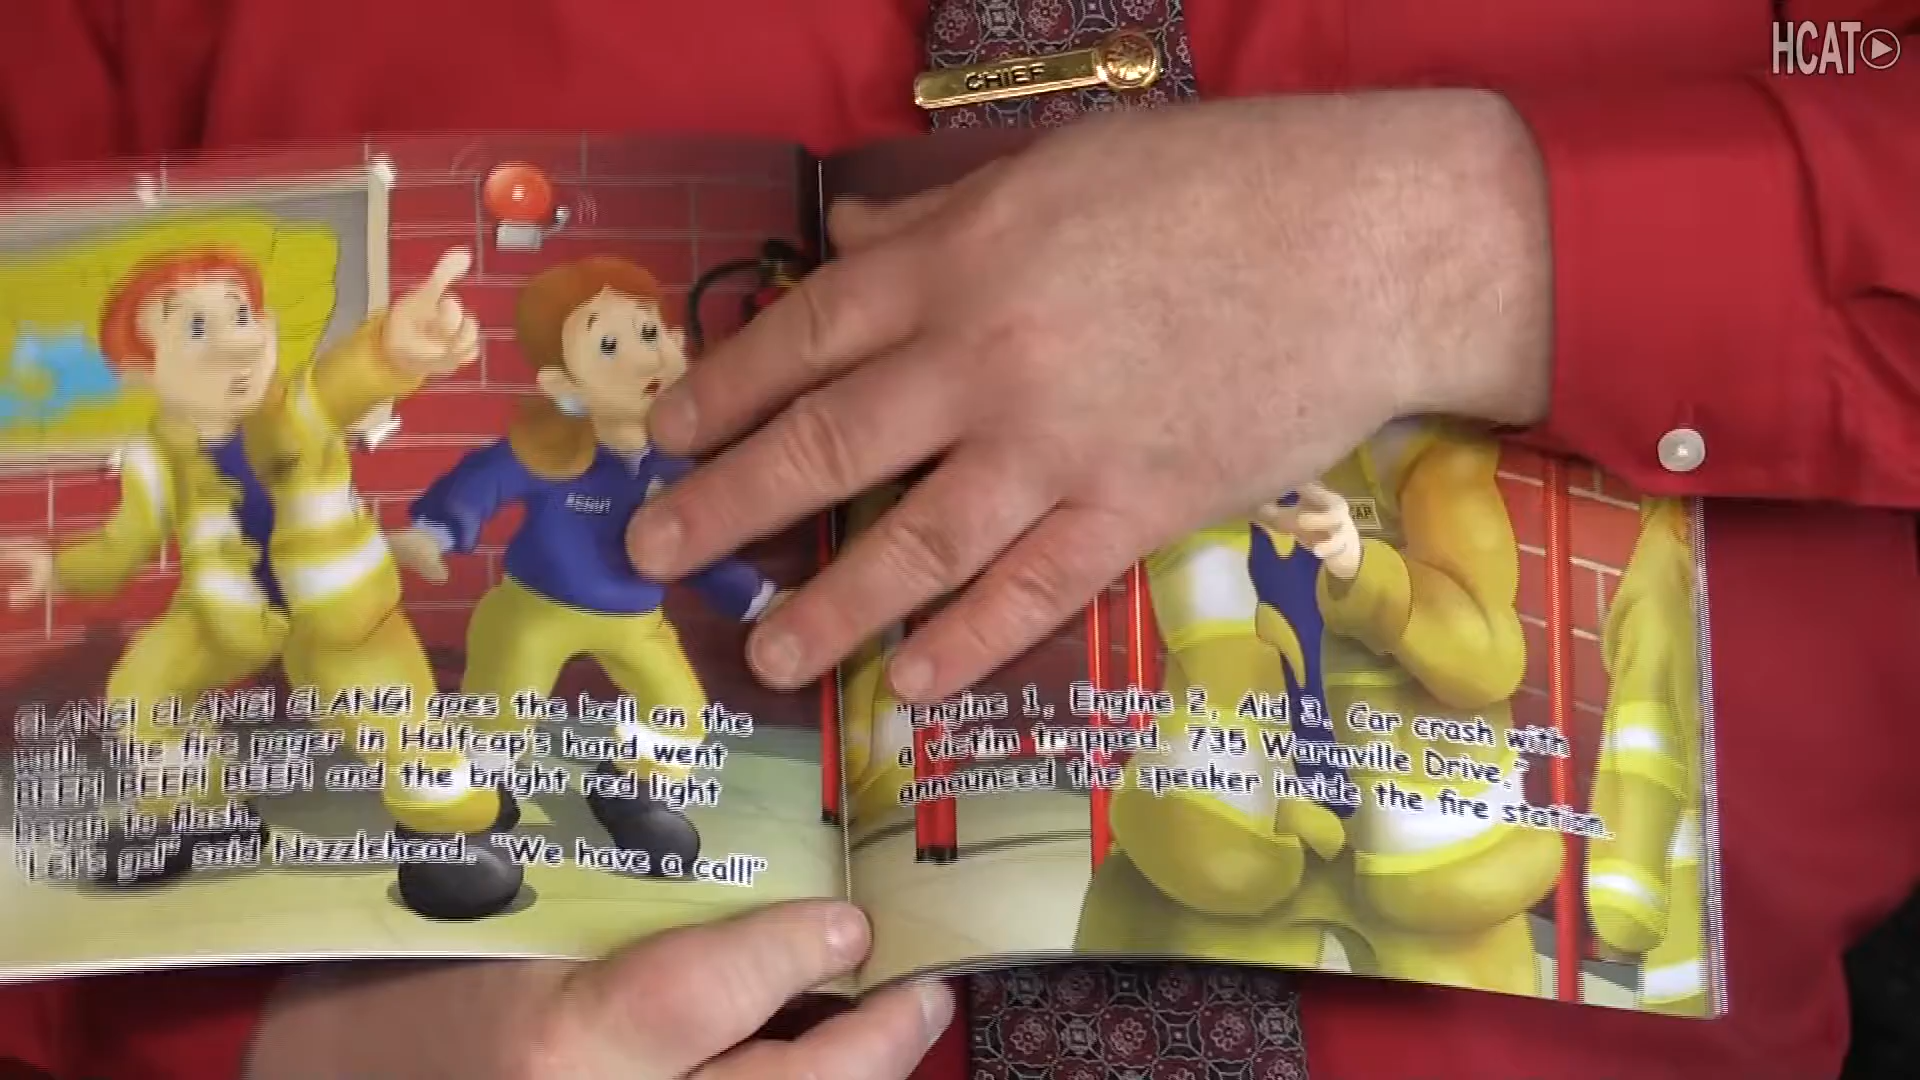 HCAT
CHIEF
CLANG! CLANG! CLANG! goes the bell on the
wall. The fire pager in Halfcap's hand went
BEEP! BEEP! BEEP! and the bright red light
began to flash.
"Let's go!" said Nozzlehead. "We have a call!"
CAP
"Engine 1, Engine 2, Aid 3. Car crash with
a victim trapped. 735 Warmville Drive,"
announced the speaker inside the fire station.